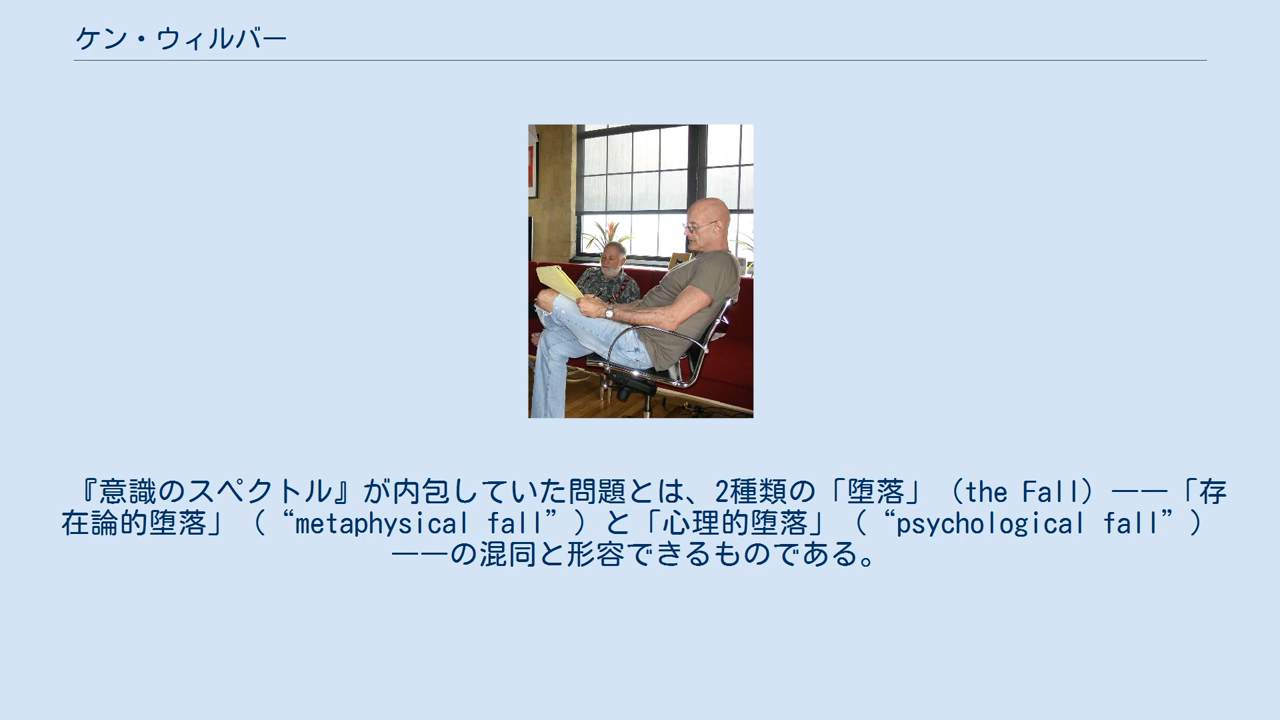 ケン・ウィルバー
『意識のスペクトル』が内包していた問題とは、2種類の「堕落」（the Fall）――「存
在論的堕落」（“metaphysical fall”）と「心理的堕落」（“psychological fall”）
――の混同と形容できるものである。